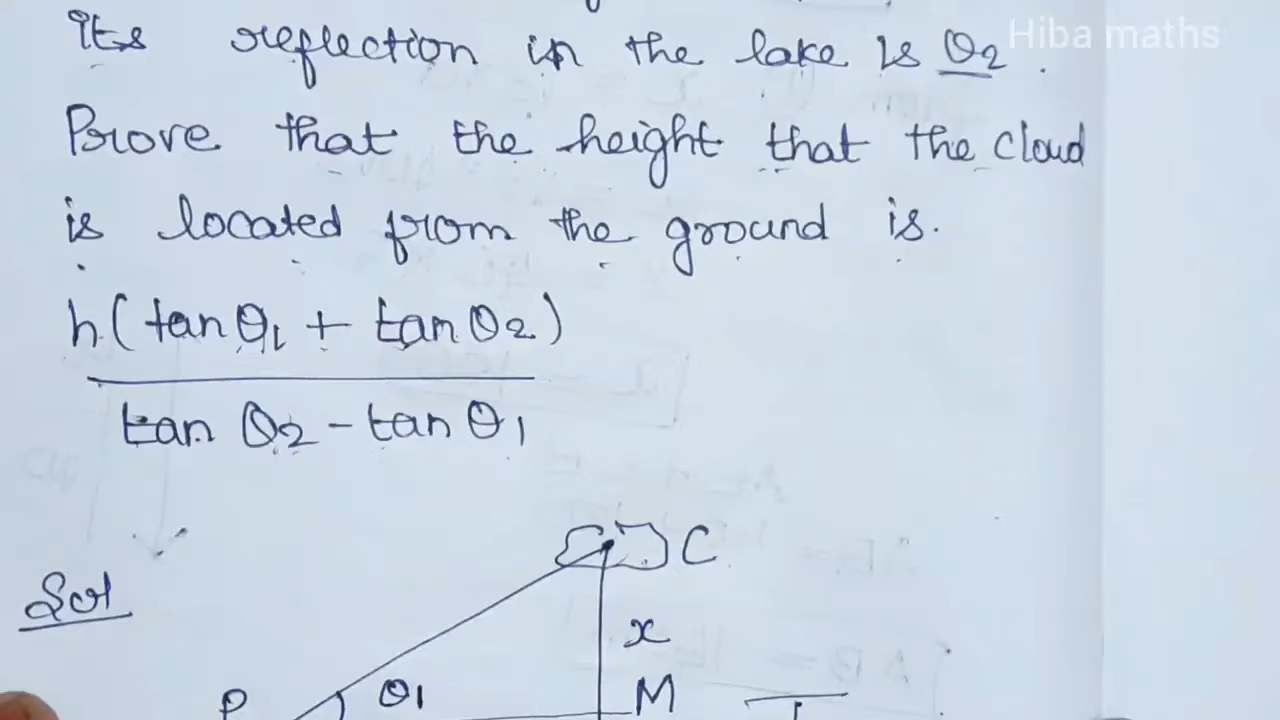 its reflection in the lake is θ2.
Hiba maths
Prove that the height that the cloud
is located from the ground is.
h(tan θ1 + tan θ2)
tan θ2 - tan θ1
C
Sol
x
P θ1 M